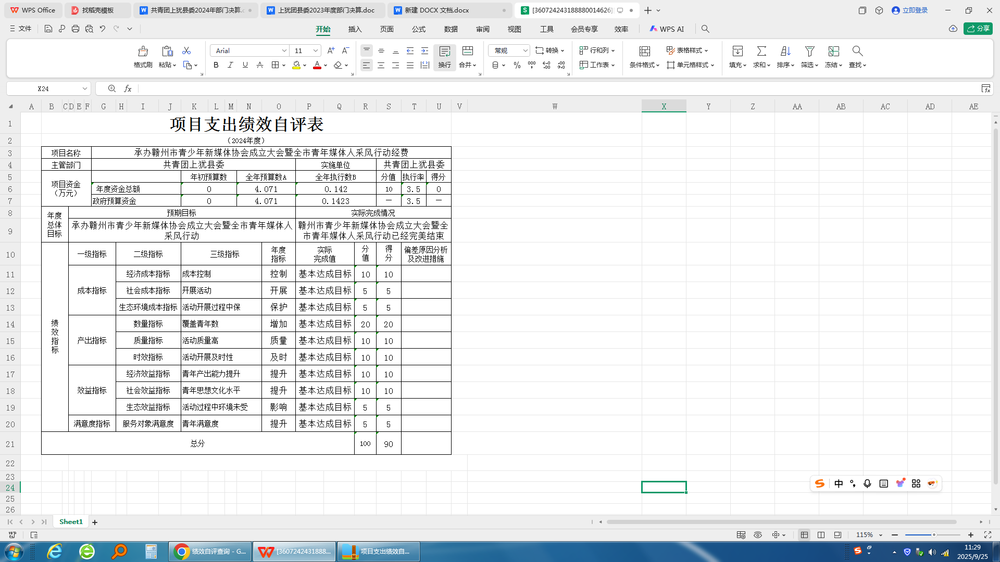 WPS Office
找稻壳模板
共青团上犹县委2024年部门决算.
上犹团县委2023年度部门决算.doc
新建 DOCX 文档.docx
[360724243188880014626]
立即登录
文件
开始 插入 页面 公式 数据 审阅 视图 工具 会员专享 效率 WPS AI
分享
格式刷 粘贴
Arial 11
B I U A
换行 合并
常规 转换
行和列 工作表
条件格式 表格样式 单元格样式
填充 求和 排序 筛选 冻结 查找
X24
fx
A B C D E F G H I J K L M N O P Q R S T U V W X Y Z AA AB AC AD AE
1 项目支出绩效自评表
2 （2024年度）
3 项目名称 承办赣州市青少年新媒体协会成立大会暨全市青年媒体人采风行动经费
4 主管部门 共青团上犹县委 实施单位 共青团上犹县委
5 项目资金（万元） 年初预算数 全年预算数A 全年执行数B 分值 执行率 得分
6 年度资金总额 0 4.071 0.142 10 3.5 0
7 政府预算资金 0 4.071 0.1423 — 3.5 —
8 年度总体目标 预期目标 实际完成情况
9 承办赣州市青少年新媒体协会成立大会暨全市青年媒体人采风行动 赣州市青少年新媒体协会成立大会暨全市青年媒体人采风行动已经完美结束
10 绩效指标 一级指标 二级指标 三级指标 年度指标 实际完成值 分值 得分 偏差原因分析及改进措施
11 成本指标 经济成本指标 成本控制 控制 基本达成目标 10 10
12 社会成本指标 开展活动 开展 基本达成目标 5 5
13 生态环境成本指标 活动开展过程中保 保护 基本达成目标 5 5
14 产出指标 数量指标 覆盖青年数 增加 基本达成目标 20 20
15 质量指标 活动质量高 质量 基本达成目标 10 10
16 时效指标 活动开展及时性 及时 基本达成目标 10 10
17 效益指标 经济效益指标 青年产出能力提升 提升 基本达成目标 10 10
18 社会效益指标 青年思想文化水平 提升 基本达成目标 10 10
19 生态效益指标 活动过程中环境未受 影响 基本达成目标 5 5
20 满意度指标 服务对象满意度 青年满意度 提升 基本达成目标 5 5
21 总分 100 90
22
23
24
25
26
中
Sheet1
115%
绩效自评查询 - G...
[3607242431888...
项目支出绩效自...
11:29
2025/9/25